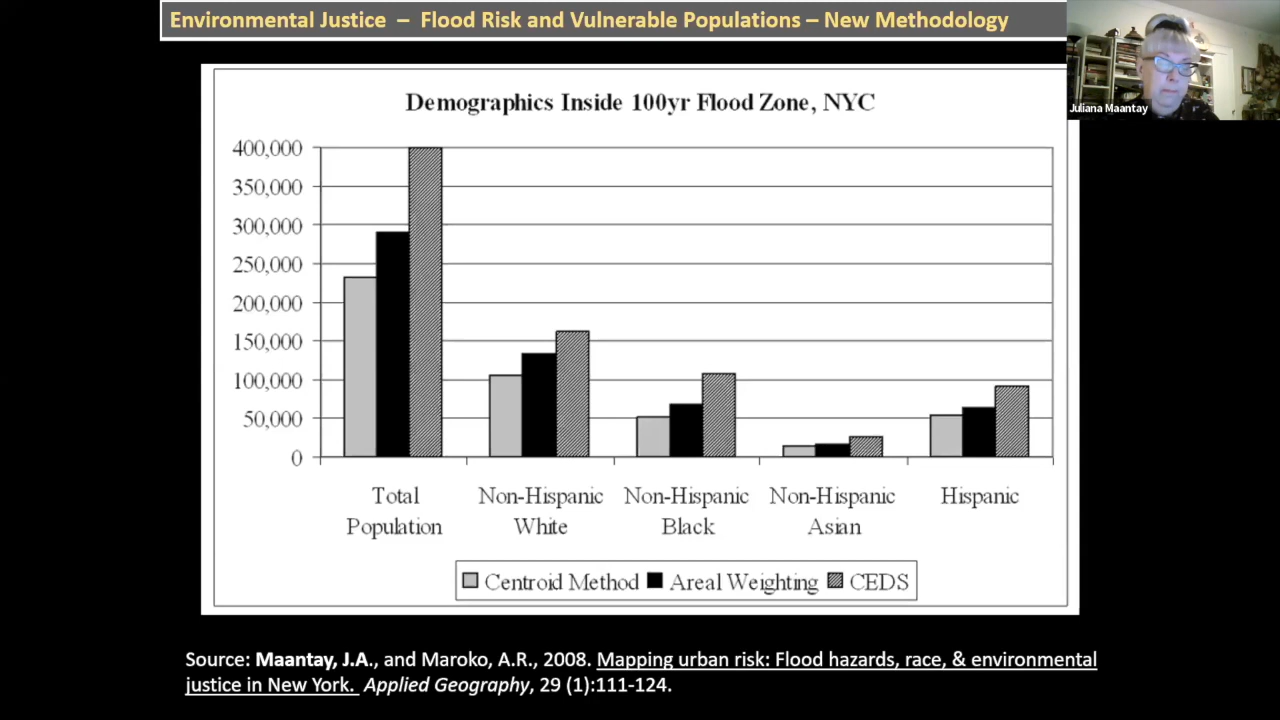 Environmental Justice – Flood Risk and Vulnerable Populations – New Methodology
Juliana Maantay
Demographics Inside 100yr Flood Zone, NYC
400,000
350,000
300,000
250,000
200,000
150,000
100,000
50,000
0
Total Population
Non-Hispanic White
Non-Hispanic Black
Non-Hispanic Asian
Hispanic
Centroid Method Areal Weighting CEDS
Source: Maantay, J.A., and Maroko, A.R., 2008. Mapping urban risk: Flood hazards, race, & environmental
justice in New York. Applied Geography, 29 (1):111-124.